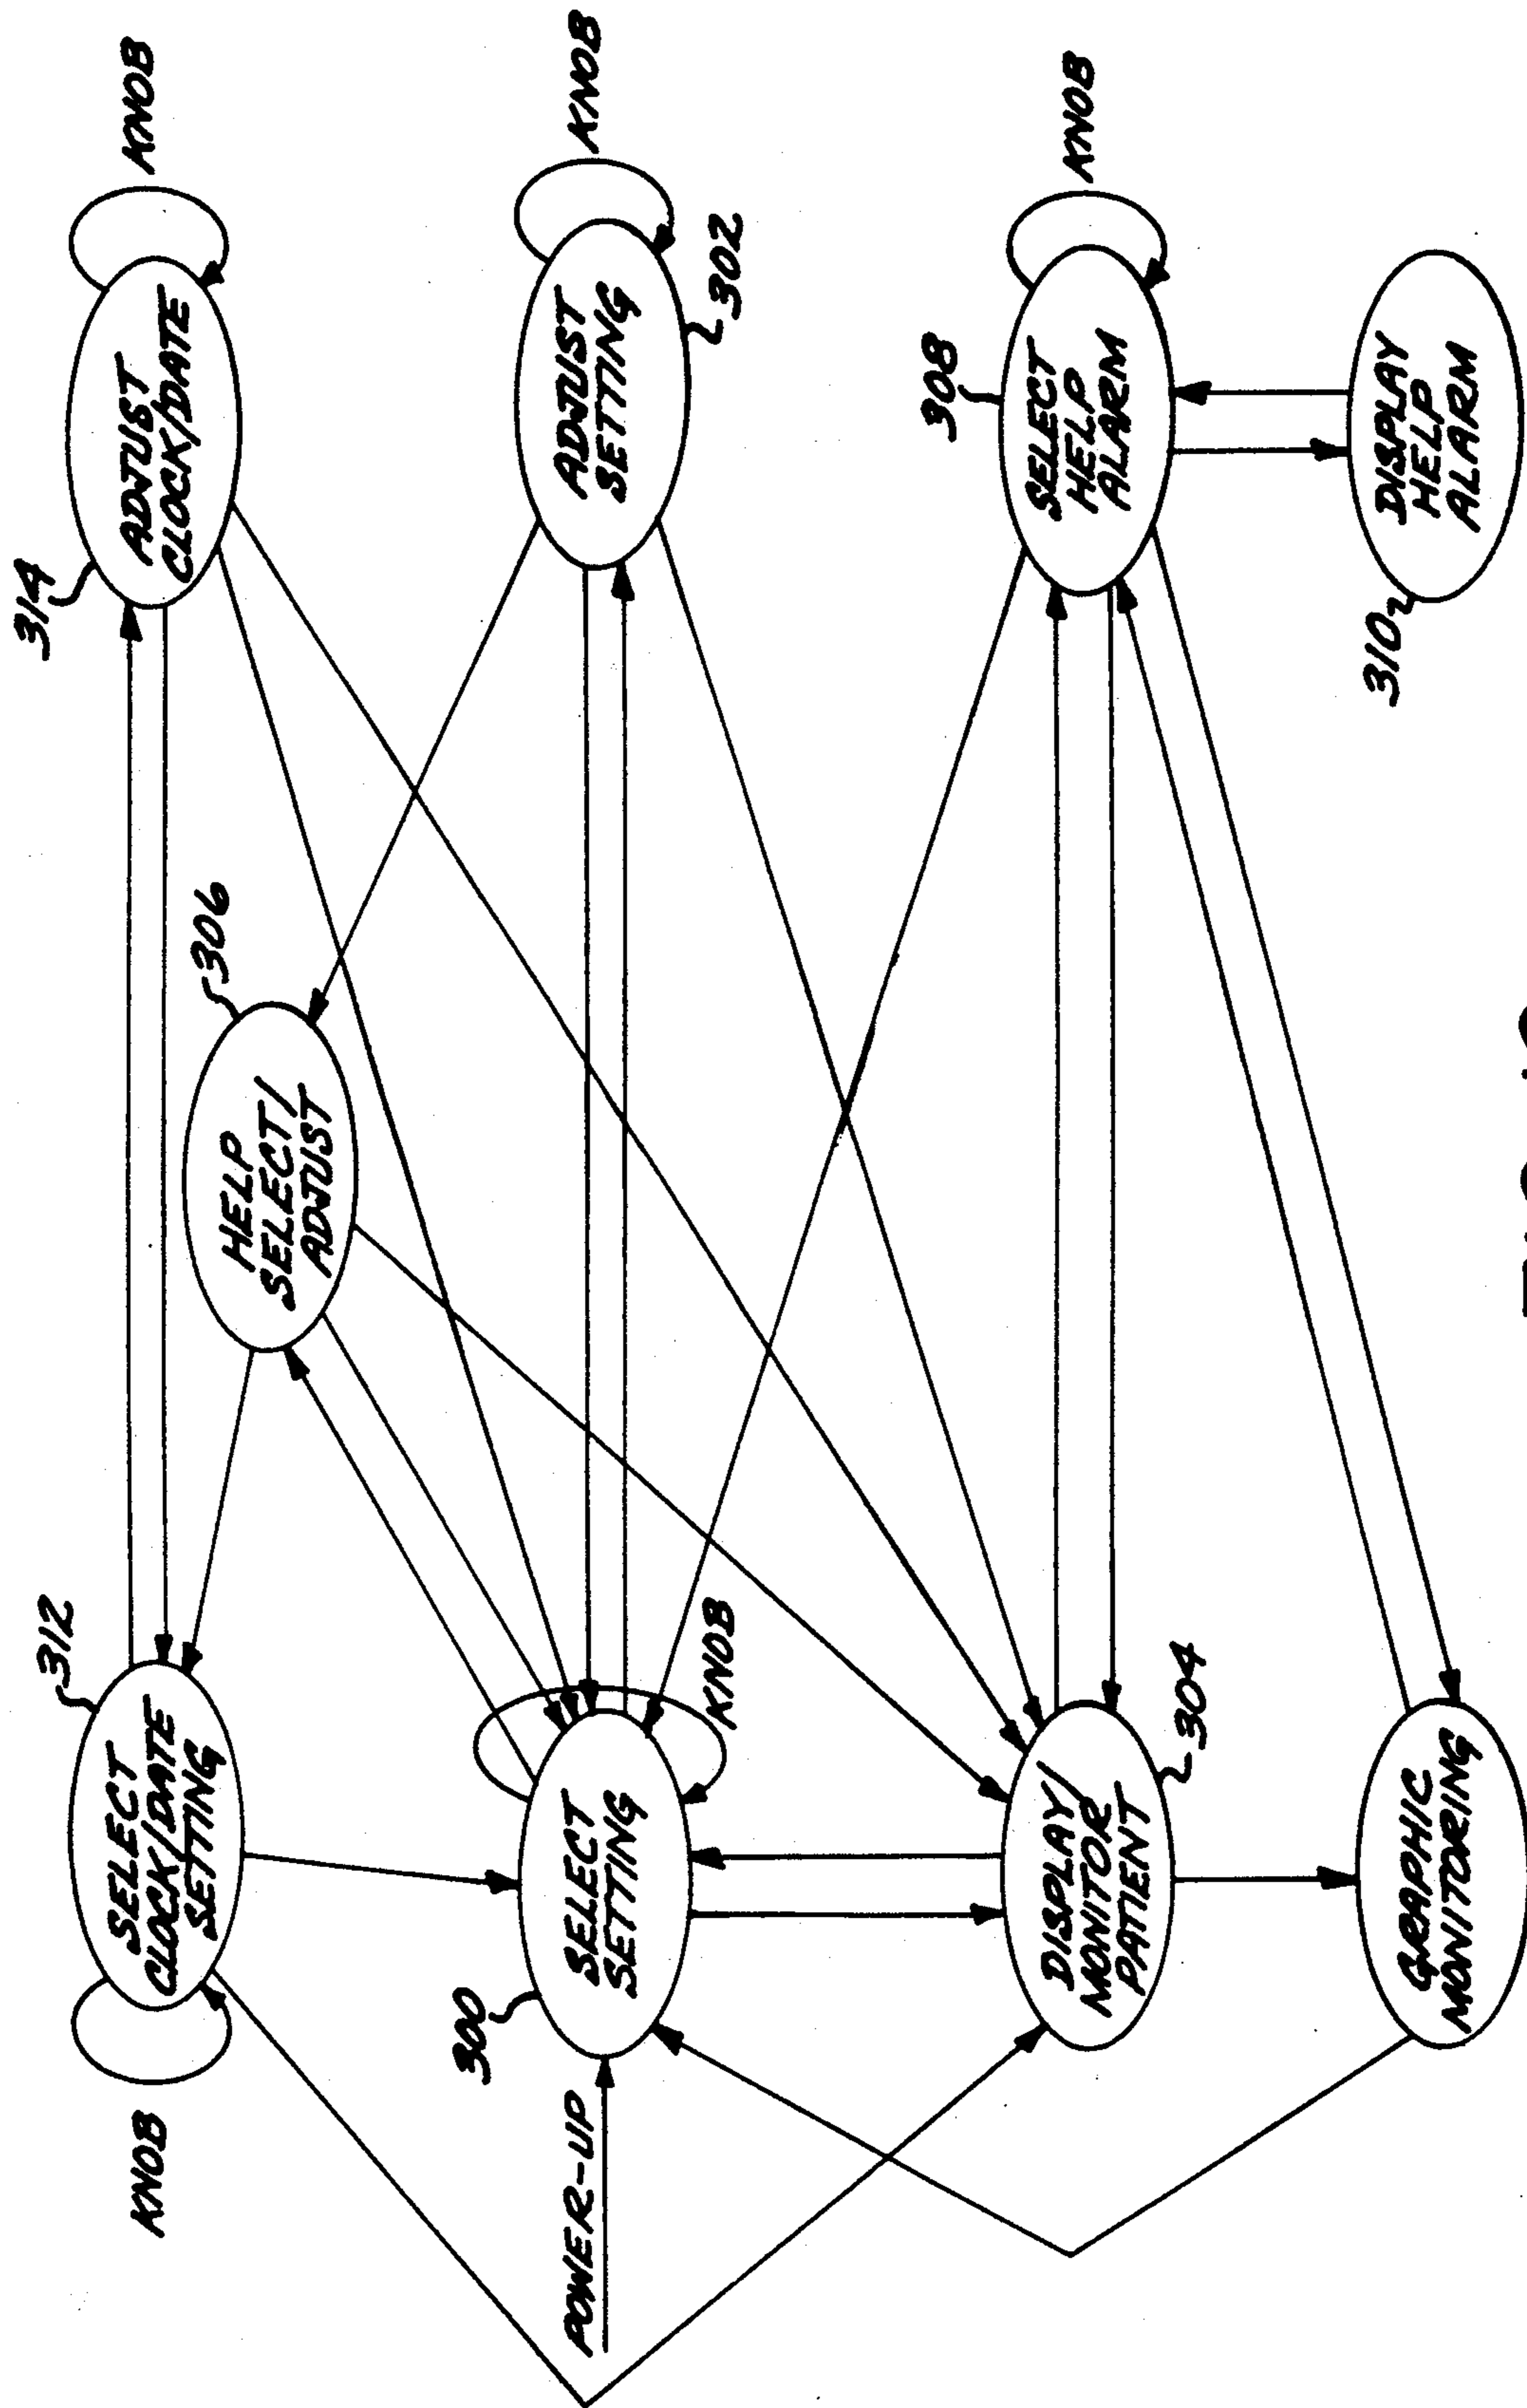 KNOB
SELECT
CLOCK/DATE
SETTING
312
314
ADJUST
CLOCK/DATE
KNOB
HELP
SELECT/
ADJUST
306
POWER-UP
300
SELECT
SETTING
KNOB
ADJUST
SETTING
302
KNOB
DISPLAY/
MONITOR
PATIENT
304
308
SELECT
HELP
ALARM
KNOB
GRAPHIC
MONITORING
310
DISPLAY
HELP
ALARM